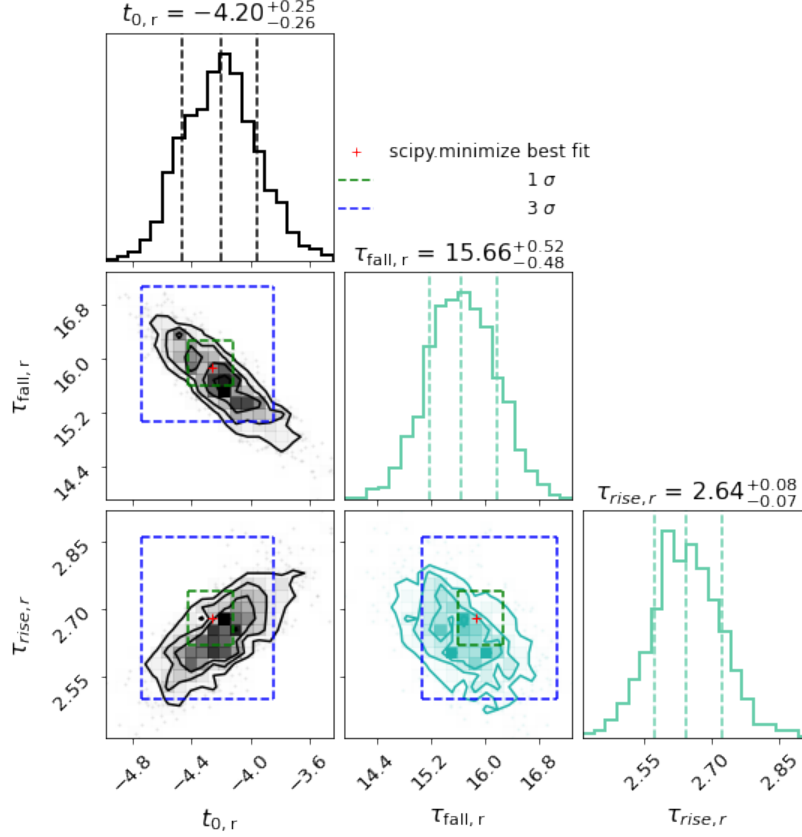 t₀,ᵣ = −4.20 +0.25 −0.26
+ scipy.minimize best fit
1 σ
3 σ
τfall, r = 15.66 +0.52 −0.48
16.8
16.0
15.2
14.4
τfall, r
τrise,r = 2.64 +0.08 −0.07
2.85
2.70
2.55
τrise,r
−4.8 −4.4 −4.0 −3.6
t₀,ᵣ
14.4 15.2 16.0 16.8
τfall, r
2.55 2.70 2.85
τrise,r